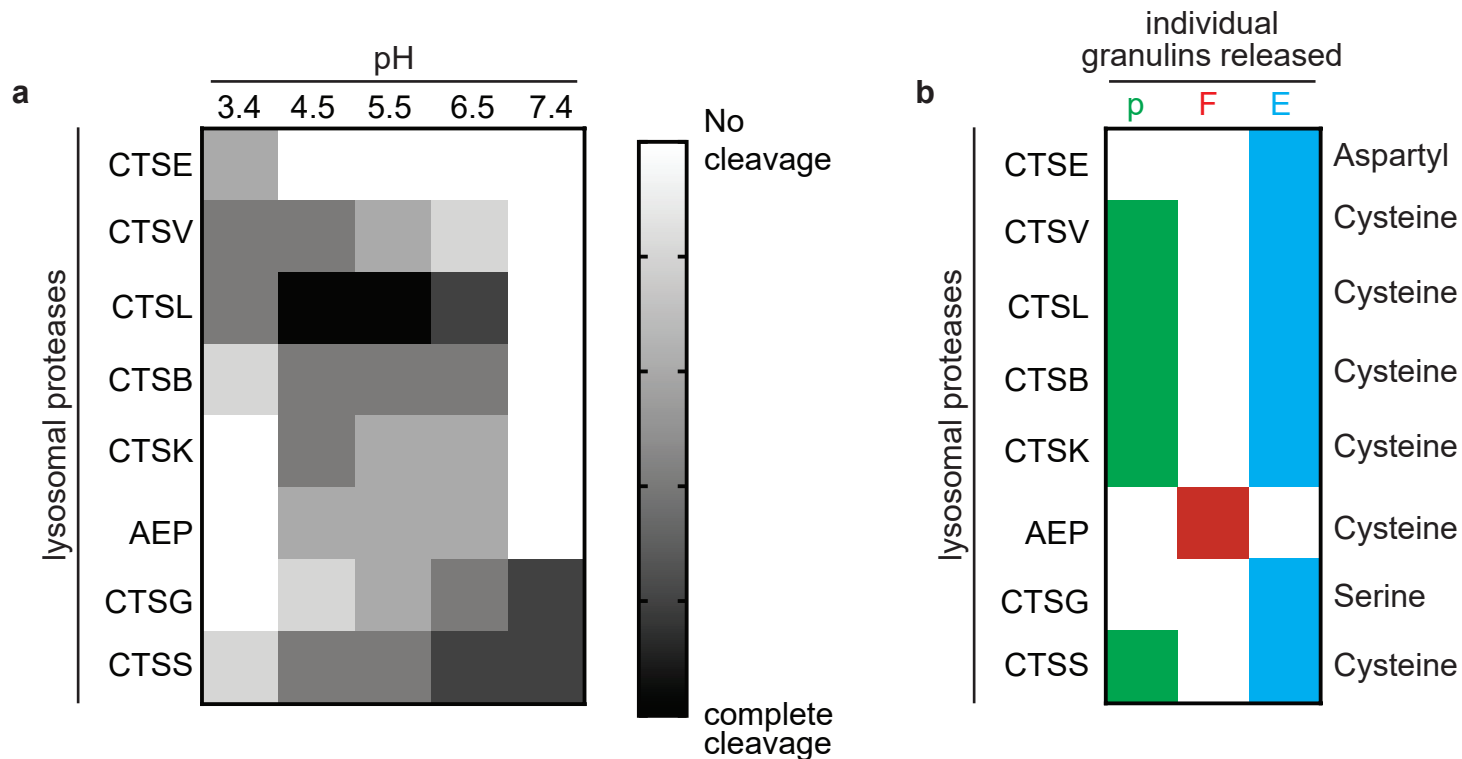 a
pH
3.4 4.5 5.5 6.5 7.4
lysosomal proteases
CTSE
CTSV
CTSL
CTSB
CTSK
AEP
CTSG
CTSS
No
cleavage
complete
cleavage
b
individual
granulins released
p F E
lysosomal proteases
CTSE Aspartyl
CTSV Cysteine
CTSL Cysteine
CTSB Cysteine
CTSK Cysteine
AEP Cysteine
CTSG Serine
CTSS Cysteine